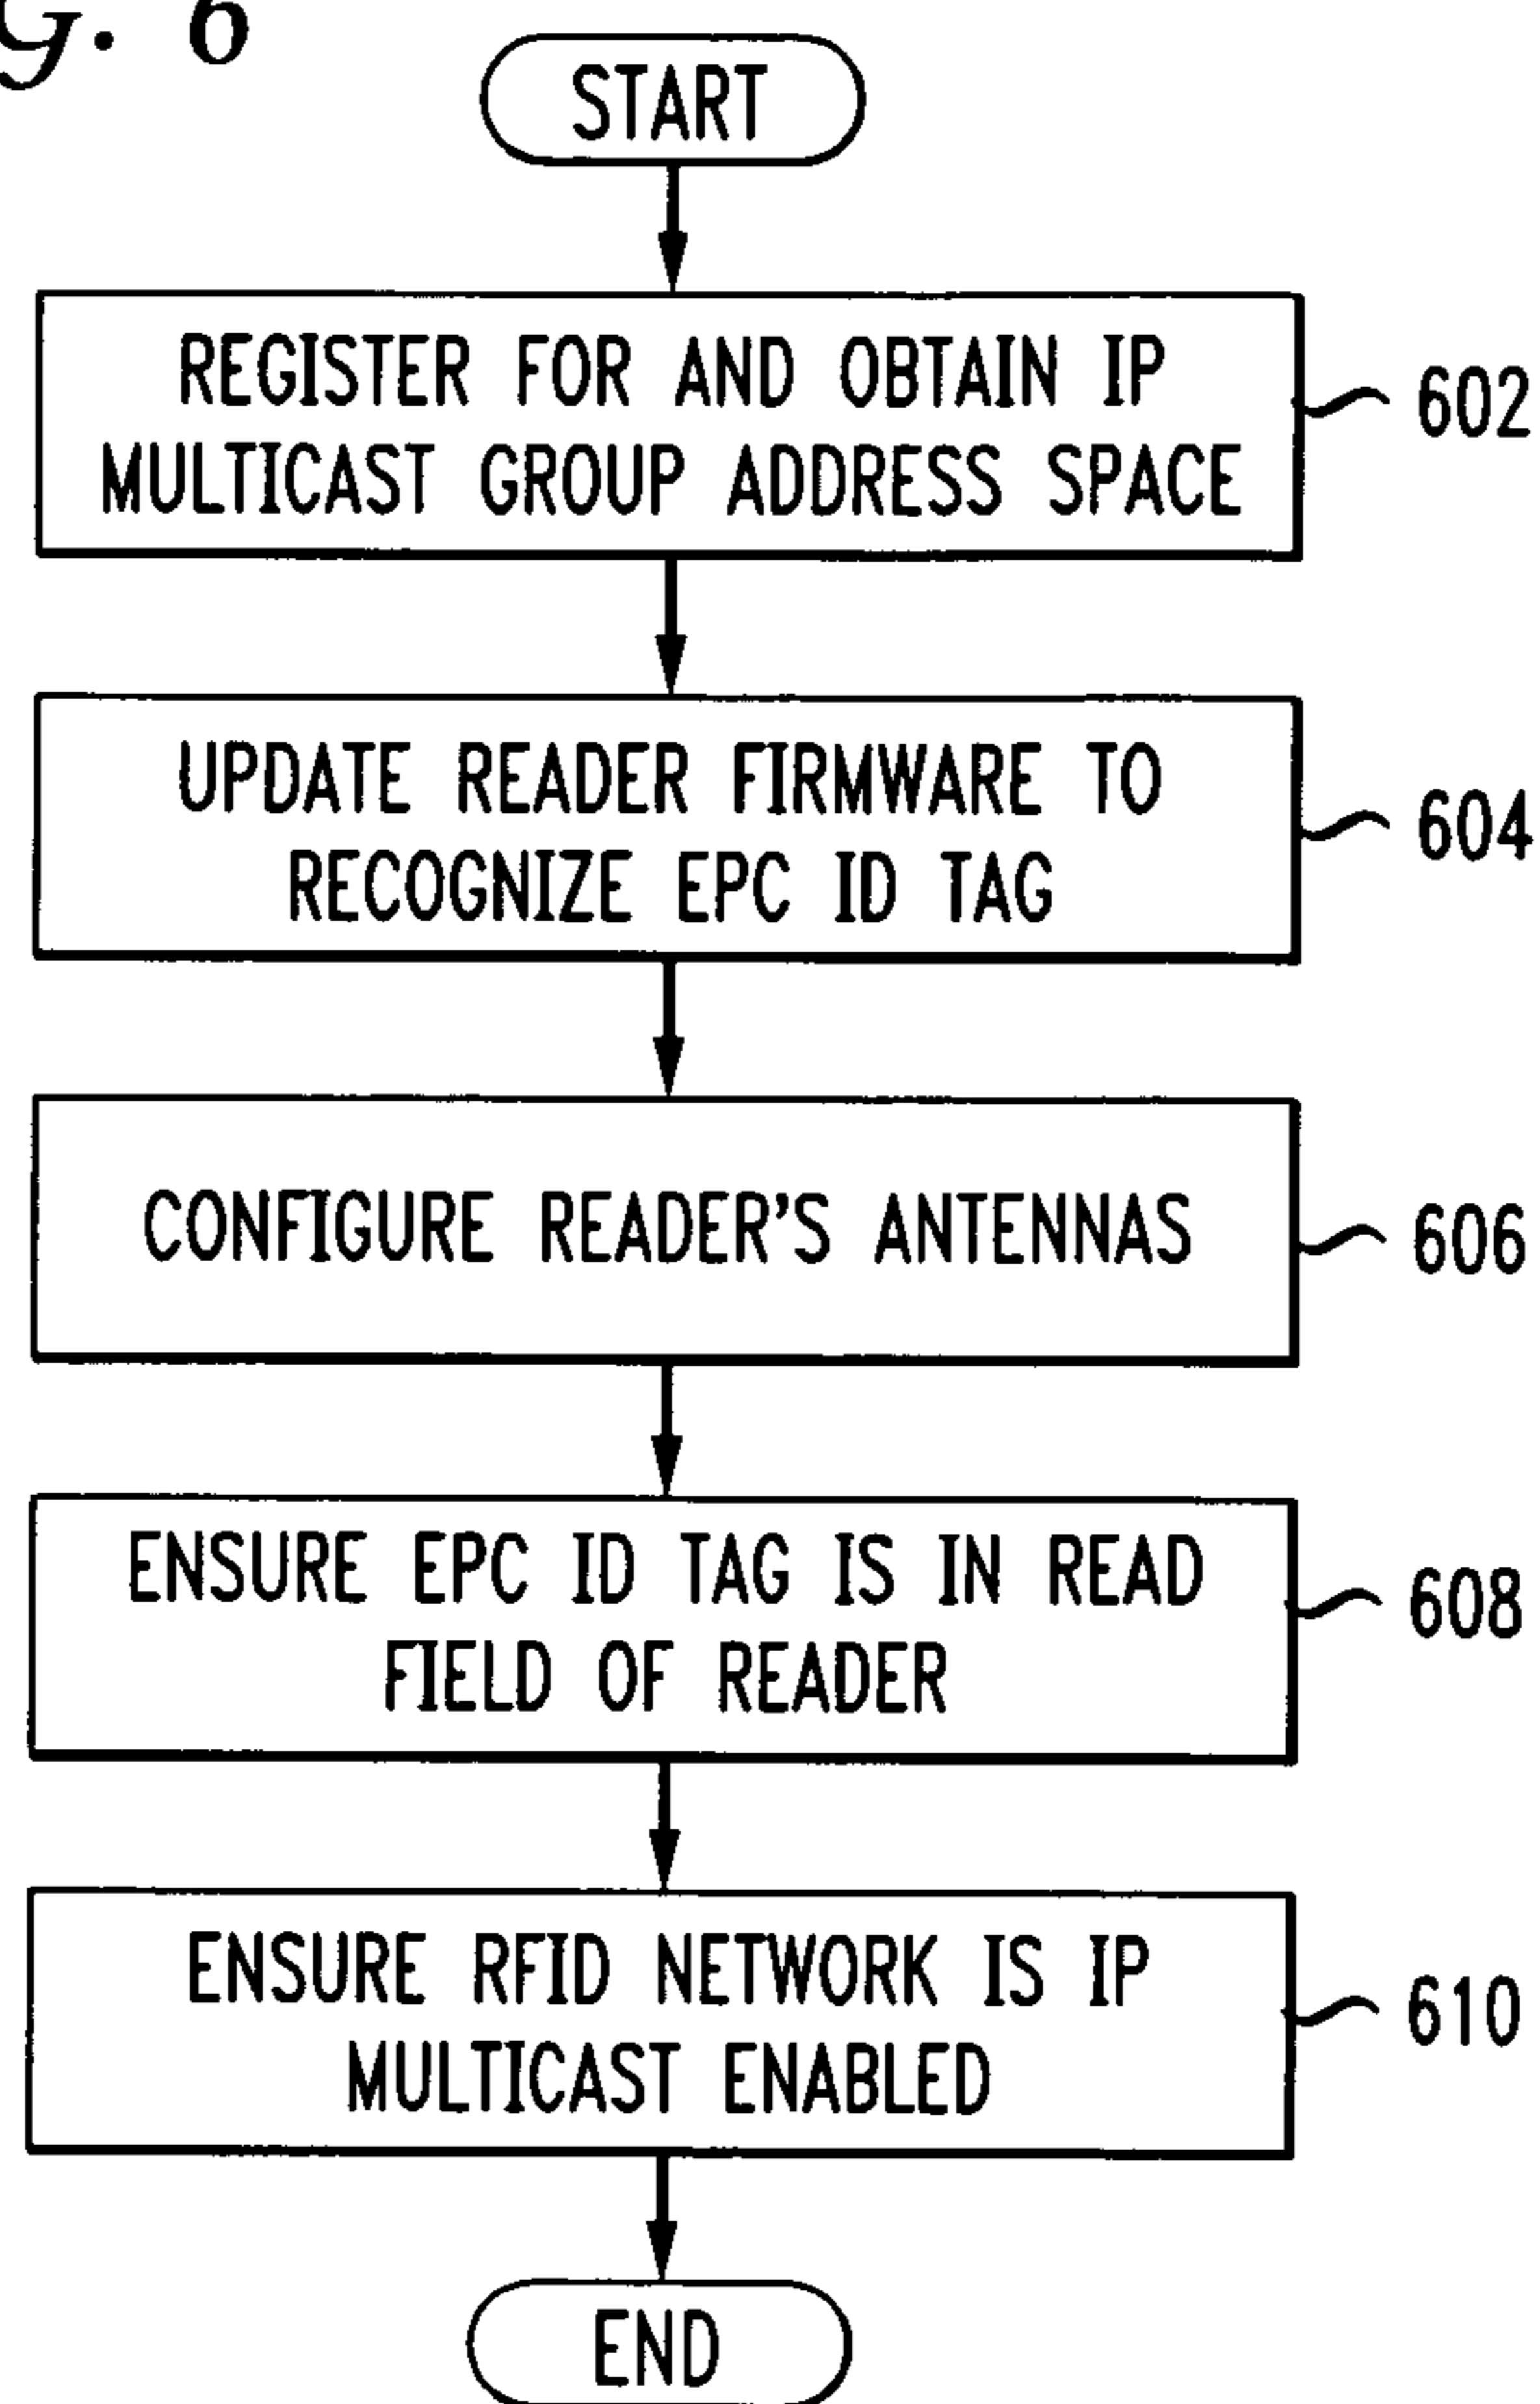 G. 6
START
REGISTER FOR AND OBTAIN IP
MULTICAST GROUP ADDRESS SPACE
602
UPDATE READER FIRMWARE TO
RECOGNIZE EPC ID TAG
604
CONFIGURE READER'S ANTENNAS
606
ENSURE EPC ID TAG IS IN READ
FIELD OF READER
608
ENSURE RFID NETWORK IS IP
MULTICAST ENABLED
610
END